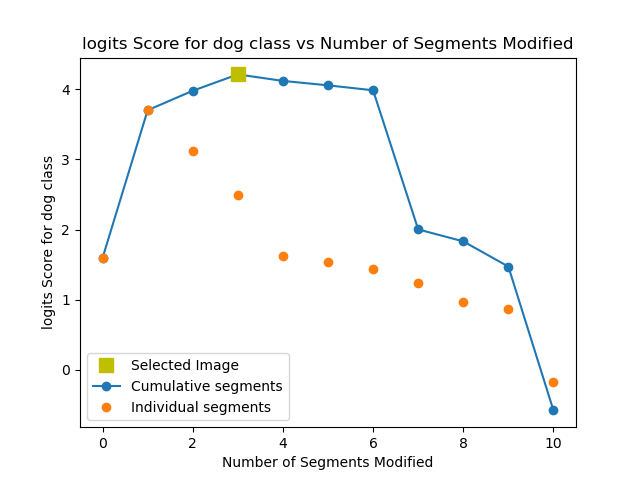 logits Score for dog class vs Number of Segments Modified
logits Score for dog class
4
3
2
1
0
Selected Image
Cumulative segments
Individual segments
0 2 4 6 8 10
Number of Segments Modified